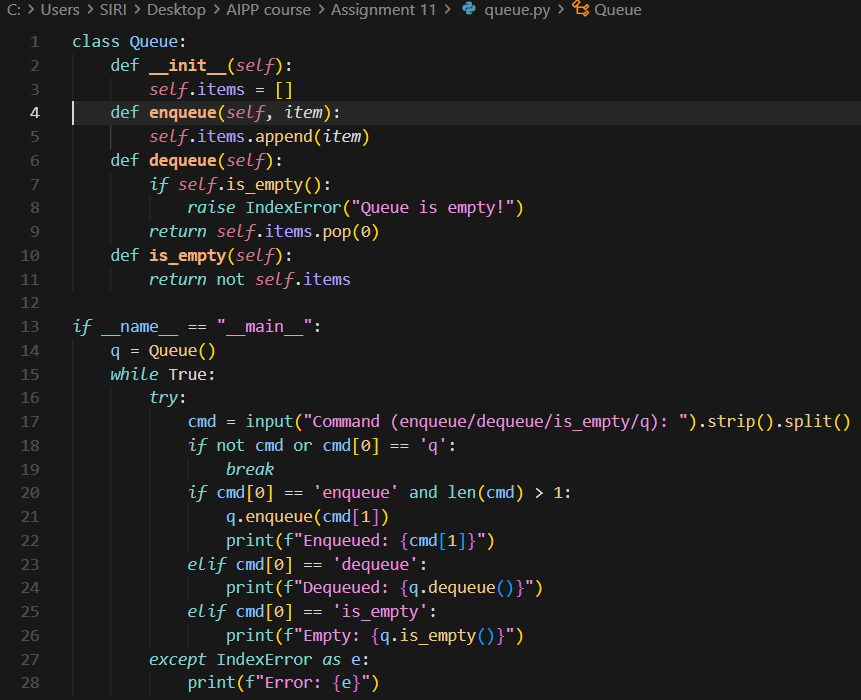 C: > Users > SIRI > Desktop > AIPP course > Assignment 11 > queue.py > Queue
1 class Queue:
2     def __init__(self):
3         self.items = []
4     def enqueue(self, item):
5         self.items.append(item)
6     def dequeue(self):
7         if self.is_empty():
8             raise IndexError("Queue is empty!")
9         return self.items.pop(0)
10     def is_empty(self):
11         return not self.items
12
13 if __name__ == "__main__":
14     q = Queue()
15     while True:
16         try:
17             cmd = input("Command (enqueue/dequeue/is_empty/q): ").strip().split()
18             if not cmd or cmd[0] == 'q':
19                 break
20             if cmd[0] == 'enqueue' and len(cmd) > 1:
21                 q.enqueue(cmd[1])
22                 print(f"Enqueued: {cmd[1]}")
23             elif cmd[0] == 'dequeue':
24                 print(f"Dequeued: {q.dequeue()}")
25             elif cmd[0] == 'is_empty':
26                 print(f"Empty: {q.is_empty()}")
27         except IndexError as e:
28             print(f"Error: {e}")